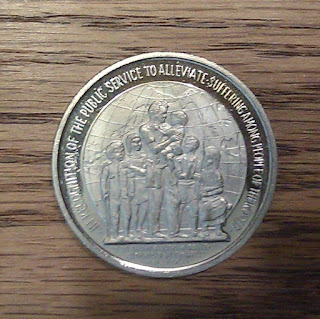 IN RECOGNITION OF THE PUBLIC SERVICE TO ALLEVIATE SUFFERING AMONG PEOPLE OF THE